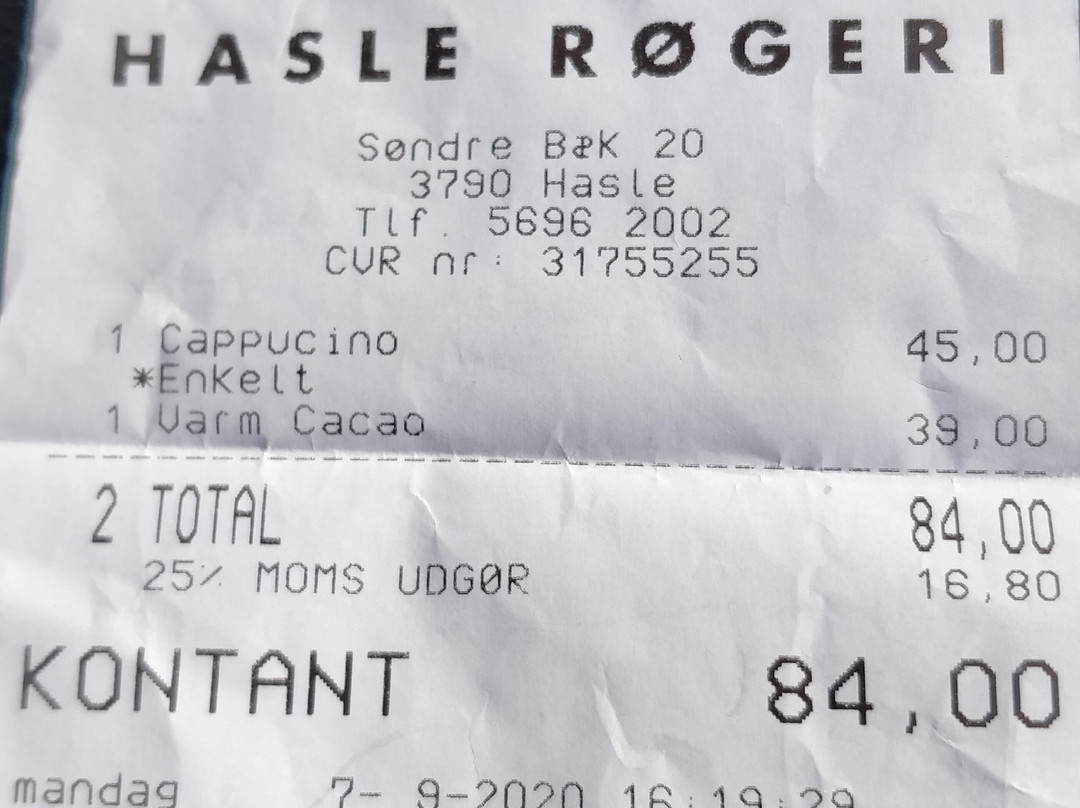 HASLE RØGERI
Søndre Bæk 20
3790 Hasle
Tlf. 5696 2002
CVR nr: 31755255
1 Cappucino 45,00
*Enkelt
1 Varm Cacao 39,00
2 TOTAL 84,00
25% MOMS UDGØR 16,80
KONTANT 84,00
mandag 7- 9-2020 16:19:29